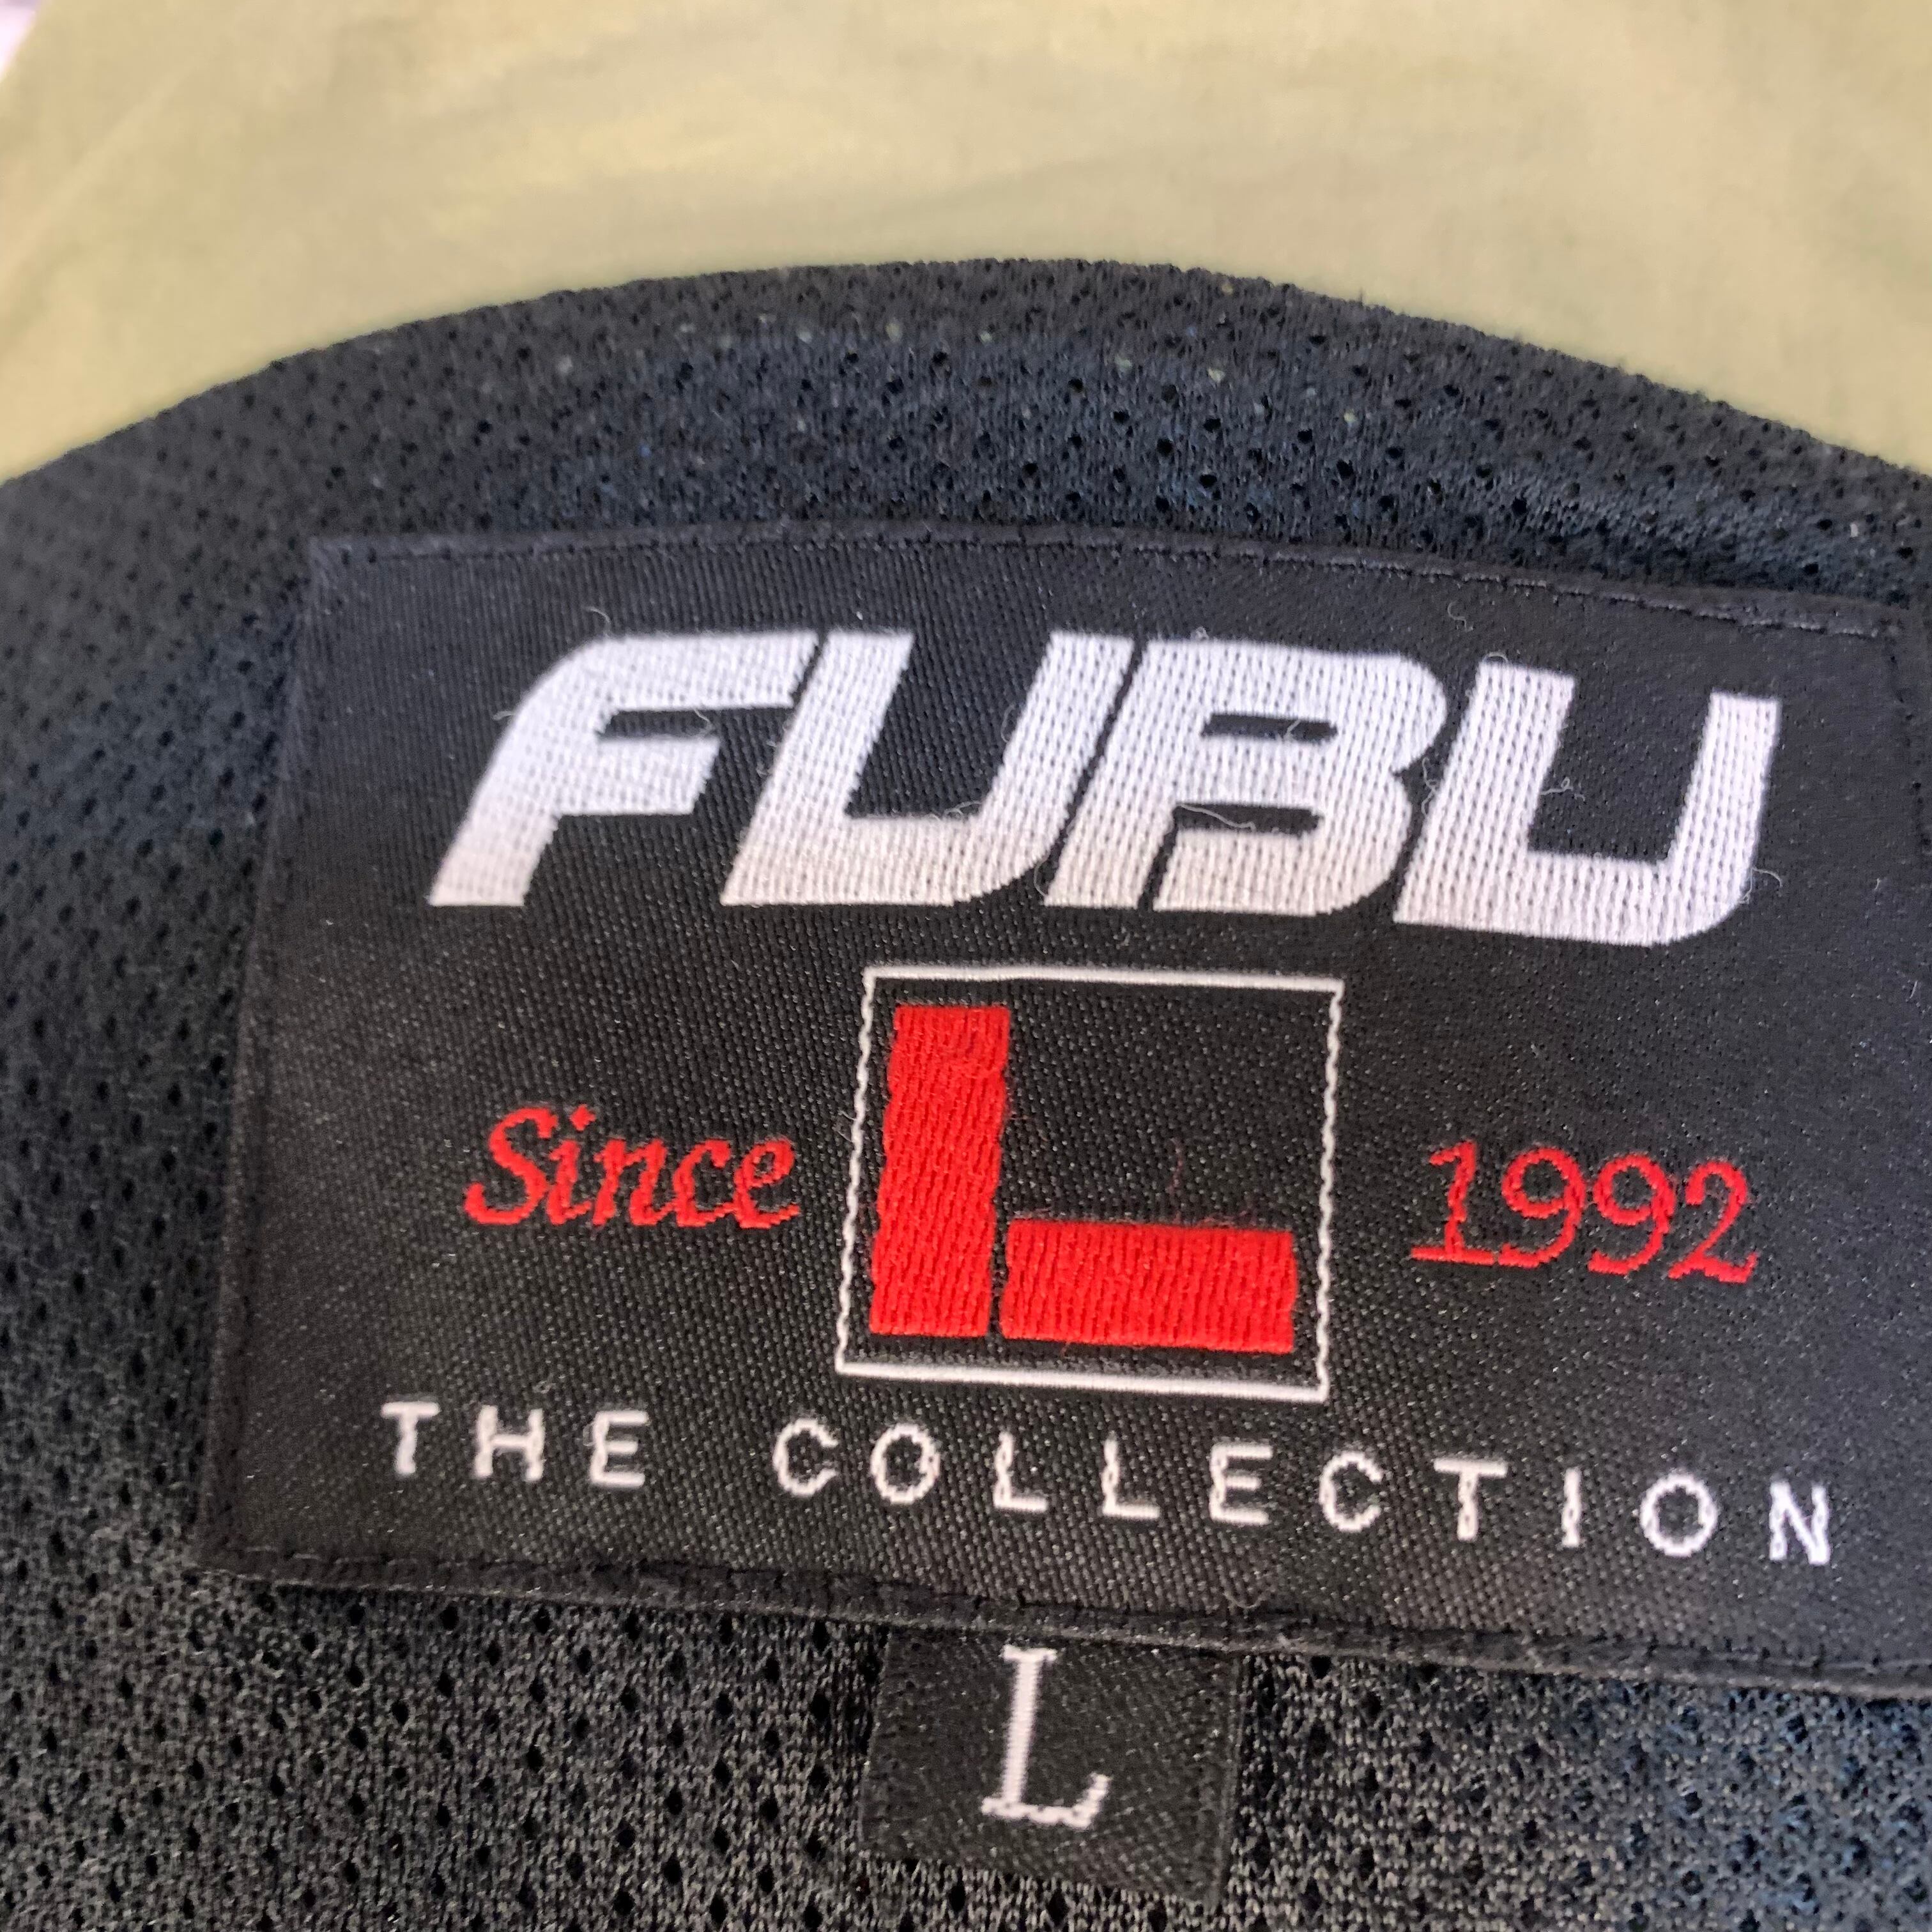 FUBU
Since L 1992
THE COLLECTION
L